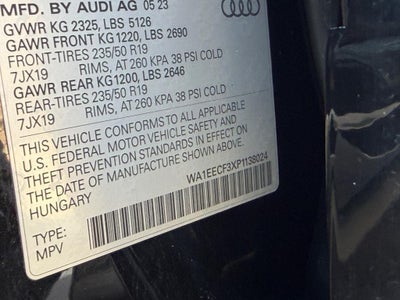 MFD. BY AUDI AG 05 23
GVWR KG 2325, LBS 5126
GAWR FRONT KG1220, LBS 2690
FRONT-TIRES 235/50 R19
7JX19 RIMS, AT 260 KPA 38 PSI COLD
GAWR REAR KG1200, LBS 2646
REAR-TIRES 235/50 R19
7JX19 RIMS, AT 260 KPA 38 PSI COLD
THIS VEHICLE CONFORMS TO ALL APPLICABLE
U.S. FEDERAL MOTOR VEHICLE SAFETY AND
THEFT PREVENTION STANDARDS IN EFFECT ON
THE DATE OF MANUFACTURE SHOWN ABOVE.
HUNGARY WA1EECF3XP1138024
TYPE:
MPV